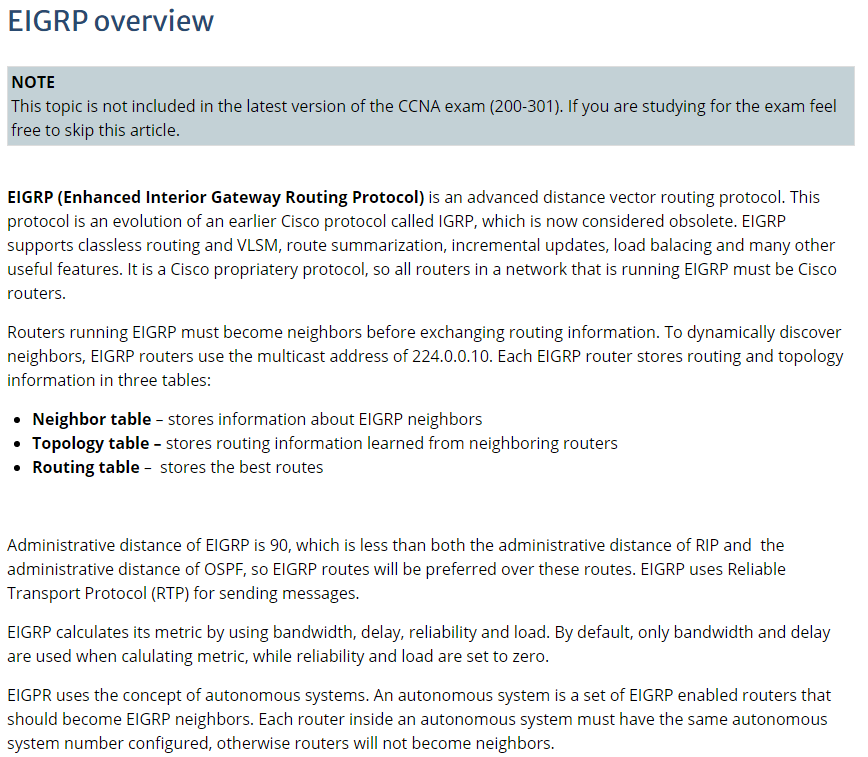 EIGRP overview
NOTE
This topic is not included in the latest version of the CCNA exam (200-301). If you are studying for the exam feel
free to skip this article.
EIGRP (Enhanced Interior Gateway Routing Protocol) is an advanced distance vector routing protocol. This
protocol is an evolution of an earlier Cisco protocol called IGRP, which is now considered obsolete. EIGRP
supports classless routing and VLSM, route summarization, incremental updates, load balacing and many other
useful features. It is a Cisco propriatery protocol, so all routers in a network that is running EIGRP must be Cisco
routers.
Routers running EIGRP must become neighbors before exchanging routing information. To dynamically discover
neighbors, EIGRP routers use the multicast address of 224.0.0.10. Each EIGRP router stores routing and topology
information in three tables:
• Neighbor table – stores information about EIGRP neighbors
• Topology table – stores routing information learned from neighboring routers
• Routing table –  stores the best routes
Administrative distance of EIGRP is 90, which is less than both the administrative distance of RIP and  the
administrative distance of OSPF, so EIGRP routes will be preferred over these routes. EIGRP uses Reliable
Transport Protocol (RTP) for sending messages.
EIGRP calculates its metric by using bandwidth, delay, reliability and load. By default, only bandwidth and delay
are used when calulating metric, while reliability and load are set to zero.
EIGPR uses the concept of autonomous systems. An autonomous system is a set of EIGRP enabled routers that
should become EIGRP neighbors. Each router inside an autonomous system must have the same autonomous
system number configured, otherwise routers will not become neighbors.